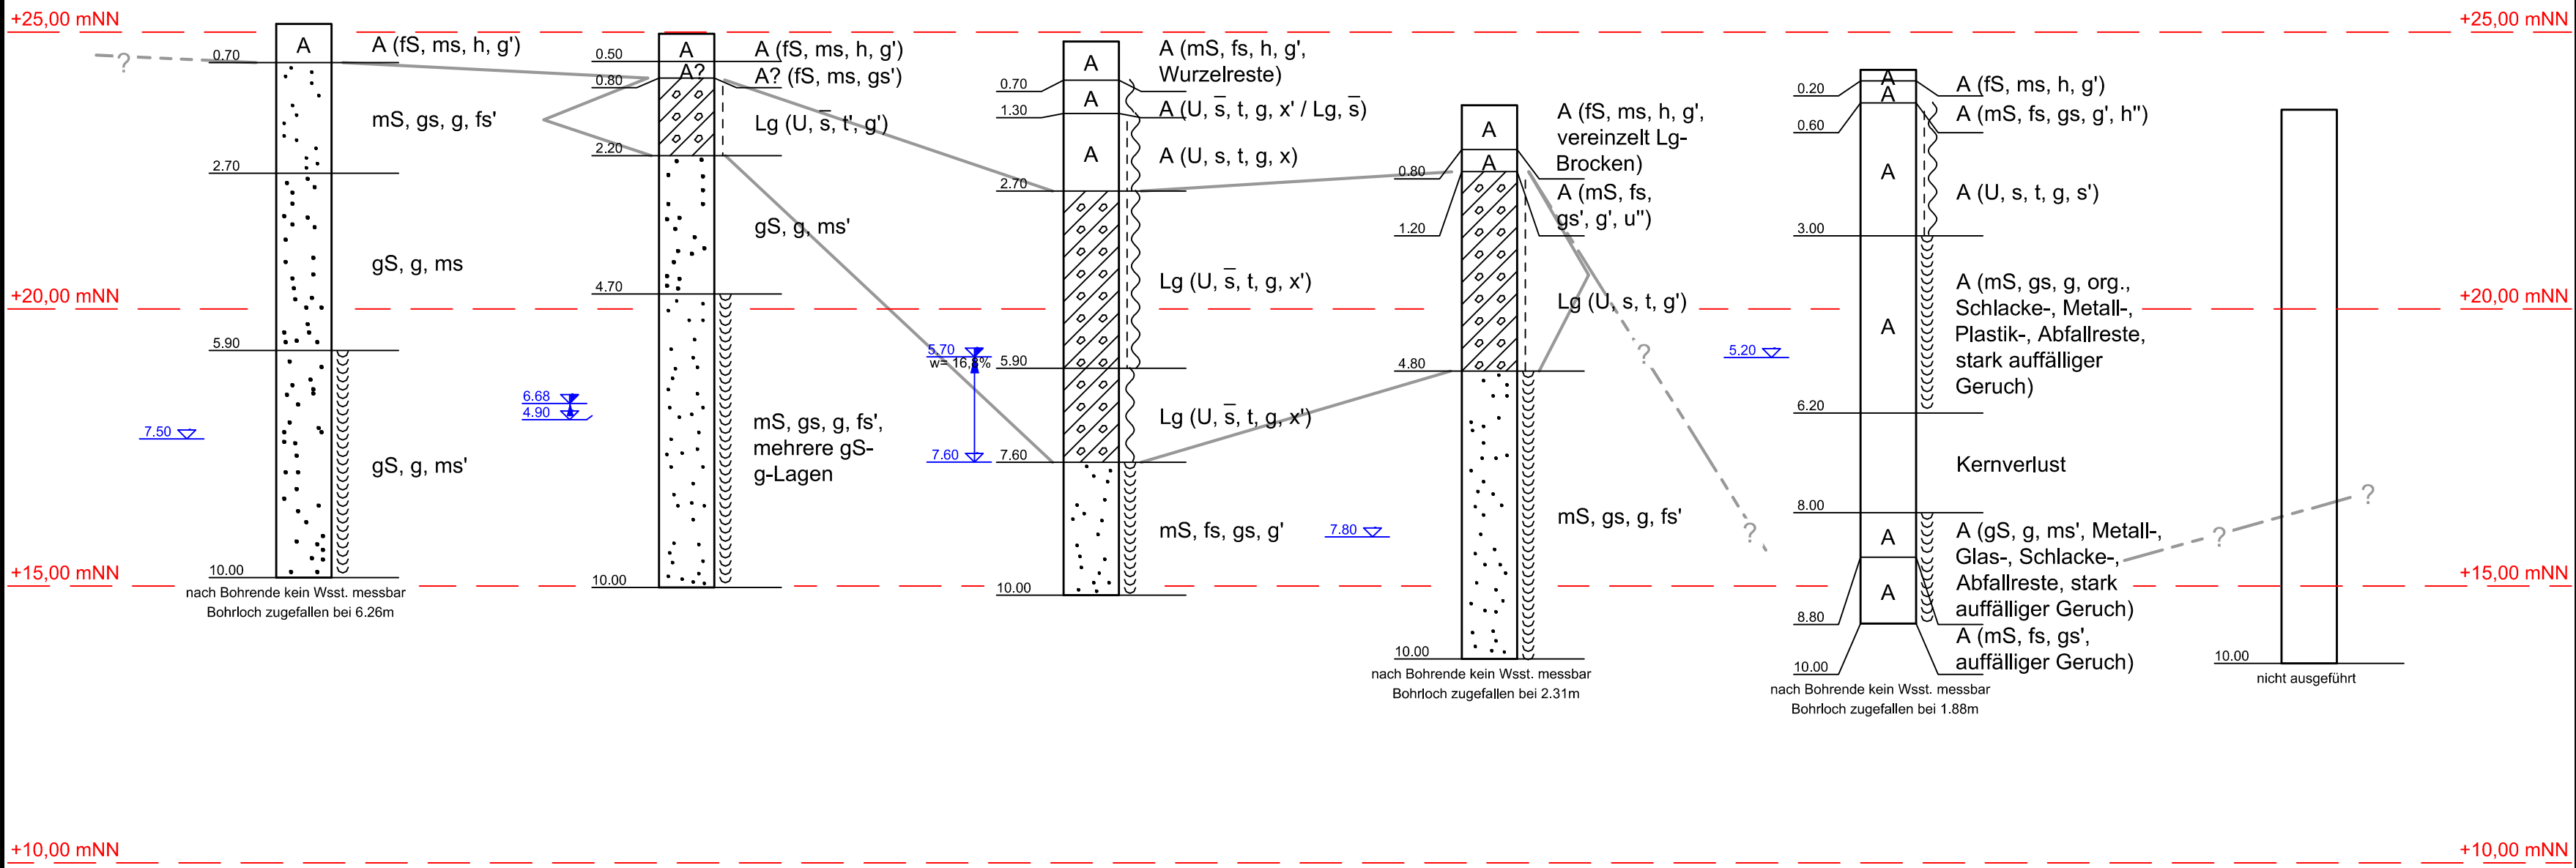 +25,00 mNN
+25,00 mNN
+20,00 mNN
+20,00 mNN
+15,00 mNN
+15,00 mNN
+10,00 mNN
+10,00 mNN
?
?
?
?
?
A
0.70
A (fS, ms, h, g')
mS, gs, g, fs'
2.70
gS, g, ms
5.90
7.50
gS, g, ms'
10.00
nach Bohrende kein Wsst. messbar
Bohrloch zugefallen bei 6.26m
A
0.50
A (fS, ms, h, g')
A?
0.80
A? (fS, ms, gs')
Lg (U, s̅, t', g')
2.20
gS, g, ms'
4.70
6.68
4.90
mS, gs, g, fs',
mehrere gS-
g-Lagen
10.00
A
A (mS, fs, h, g',
Wurzelreste)
0.70
A
A (U, s̅, t, g, x' / Lg, s̅)
1.30
A
A (U, s, t, g, x)
2.70
Lg (U, s̅, t, g, x')
5.70
w= 16,8%
5.90
Lg (U, s̅, t, g, x')
7.60
7.60
mS, fs, gs, g'
10.00
A
A (fS, ms, h, g',
vereinzelt Lg-
Brocken)
0.80
A
A (mS, fs,
gs', g', u'')
1.20
Lg (U, s, t, g')
4.80
7.80
mS, gs, g, fs'
10.00
nach Bohrende kein Wsst. messbar
Bohrloch zugefallen bei 2.31m
A
0.20
A (fS, ms, h, g')
A
0.60
A (mS, fs, gs, g', h'')
A
A (U, s, t, g, s')
3.00
5.20
A
A (mS, gs, g, org.,
Schlacke-, Metall-,
Plastik-, Abfallreste,
stark auffälliger
Geruch)
6.20
Kernverlust
8.00
A
A (gS, g, ms', Metall-,
Glas-, Schlacke-,
Abfallreste, stark
auffälliger Geruch)
8.80
A
A (mS, fs, gs',
auffälliger Geruch)
10.00
nach Bohrende kein Wsst. messbar
Bohrloch zugefallen bei 1.88m
10.00
nicht ausgeführt